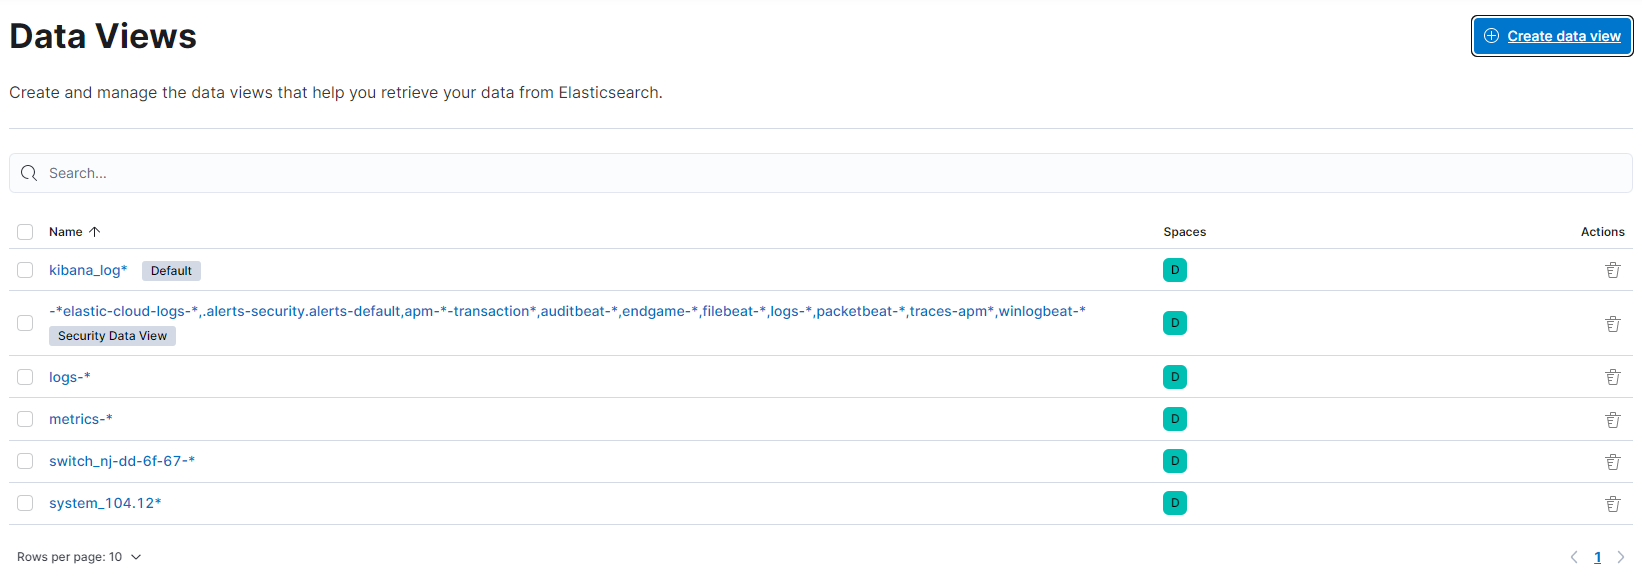 Data Views
Create data view
Create and manage the data views that help you retrieve your data from Elasticsearch.
Search...
Name Spaces Actions
kibana_log* Default D
-*elastic-cloud-logs-*,.alerts-security.alerts-default,apm-*-transaction*,auditbeat-*,endgame-*,filebeat-*,logs-*,packetbeat-*,traces-apm*,winlogbeat-* D
Security Data View
logs-* D
metrics-* D
switch_nj-dd-6f-67-* D
system_104.12* D
Rows per page: 10 1